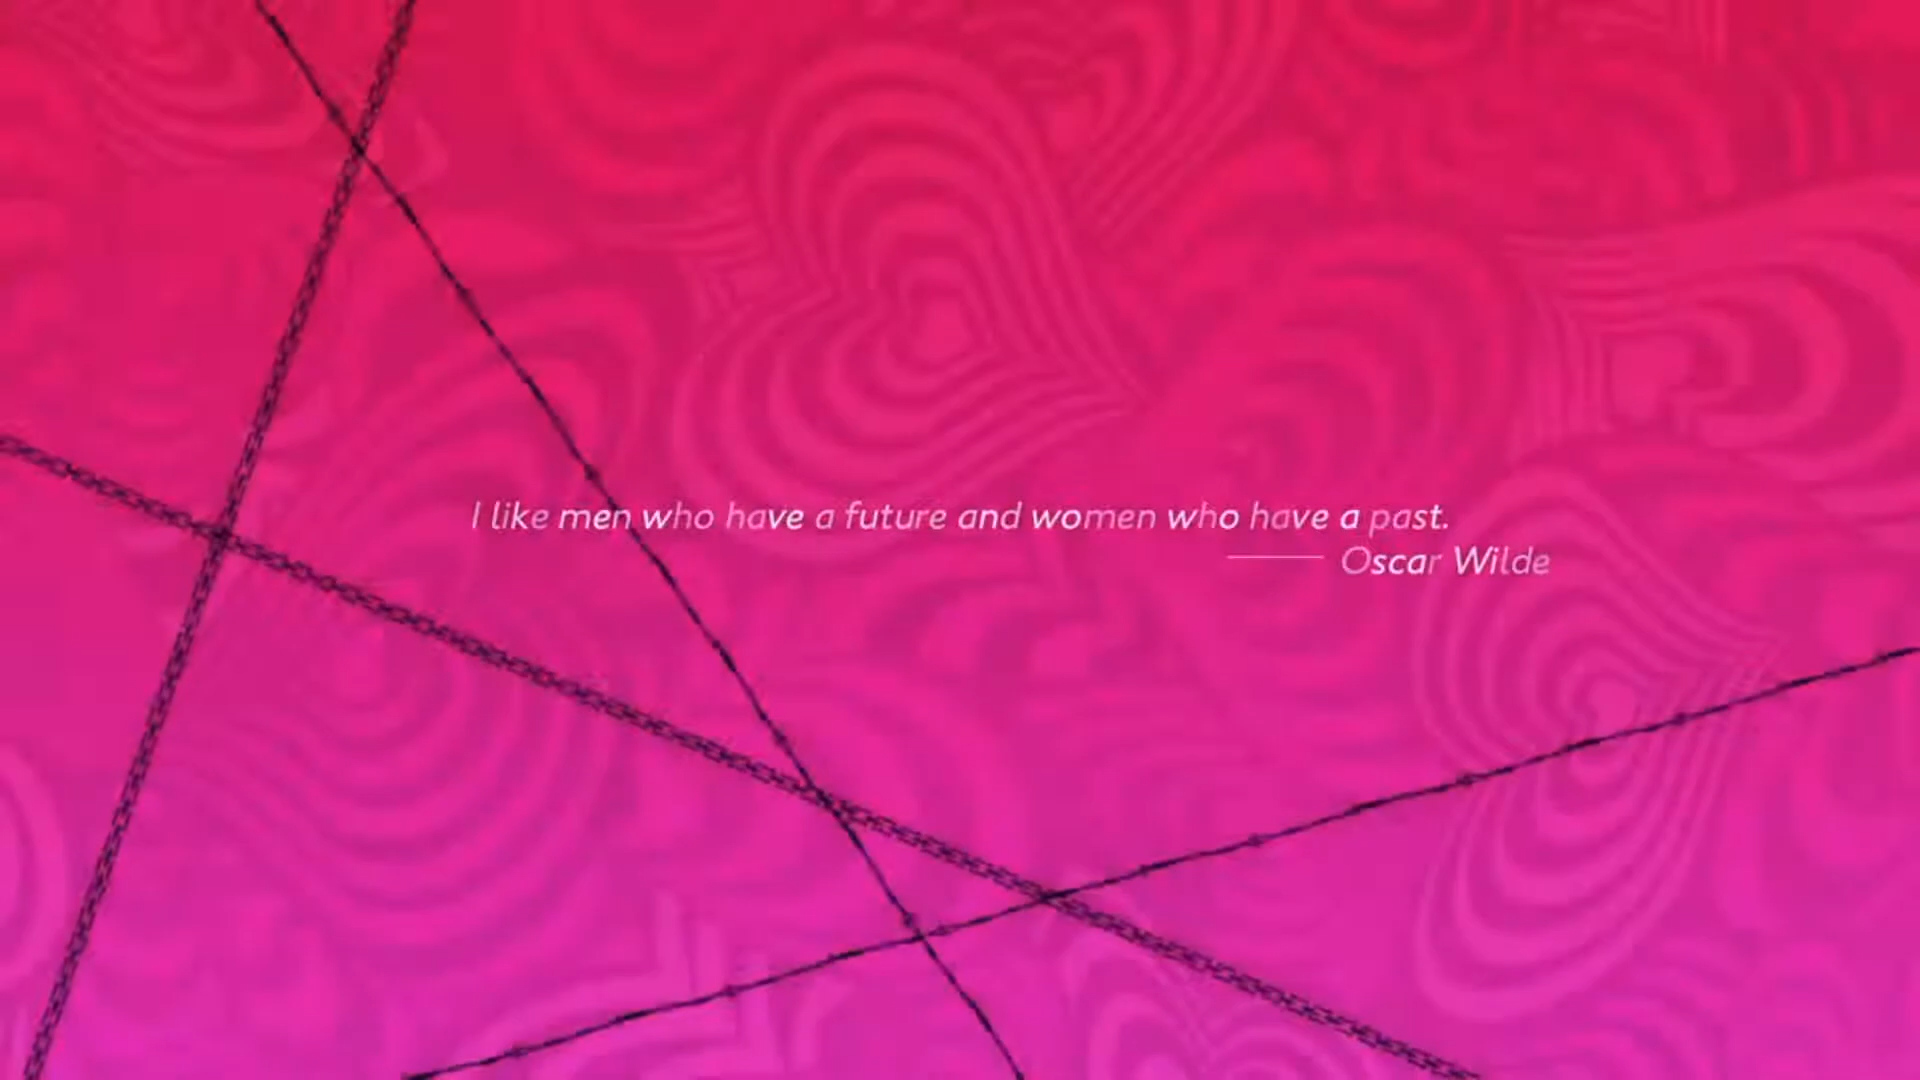 I like men who have a future and women who have a past.
—— Oscar Wilde